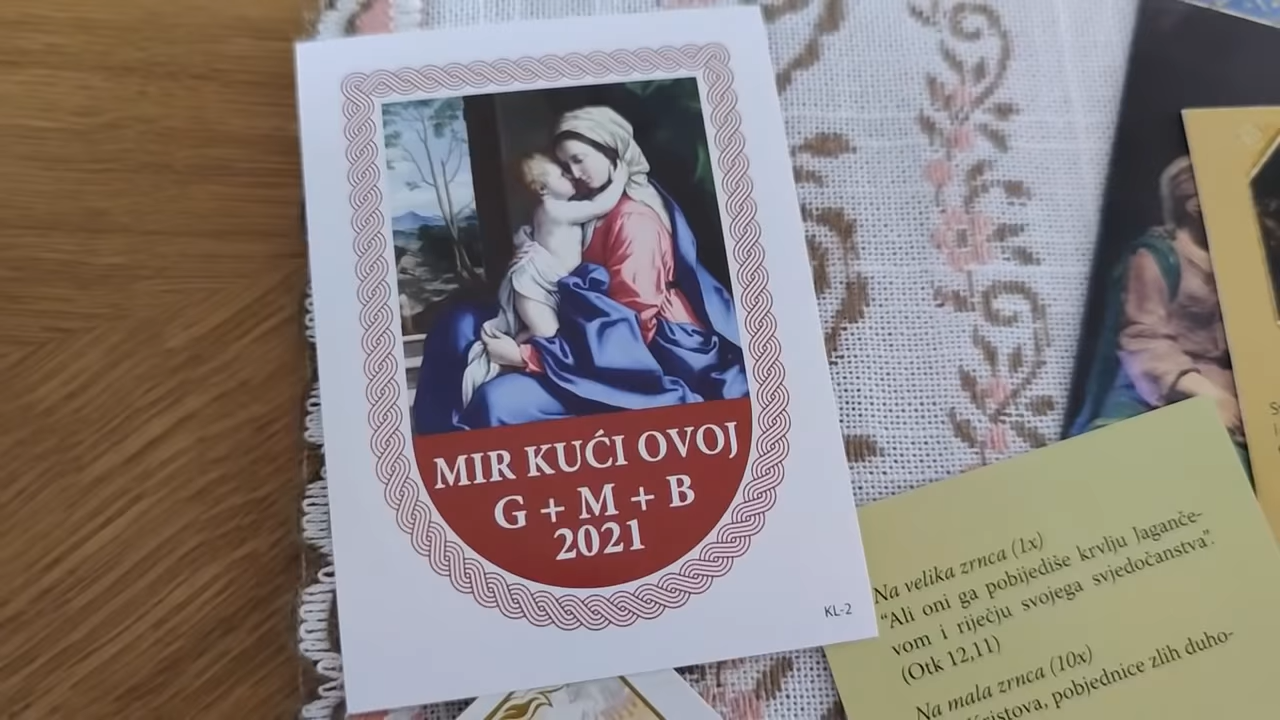 MIR KUĆI OVOJ
G + M + B
2021
KL-2
Na velika zrnca (1x)
“Ali oni ga pobijediše krvlju Jaganče-
vom i riječju svojega svjedočanstva”.
(Otk 12,11)
Na mala zrnca (10x)
Kristova, pobjednice zlih duho-